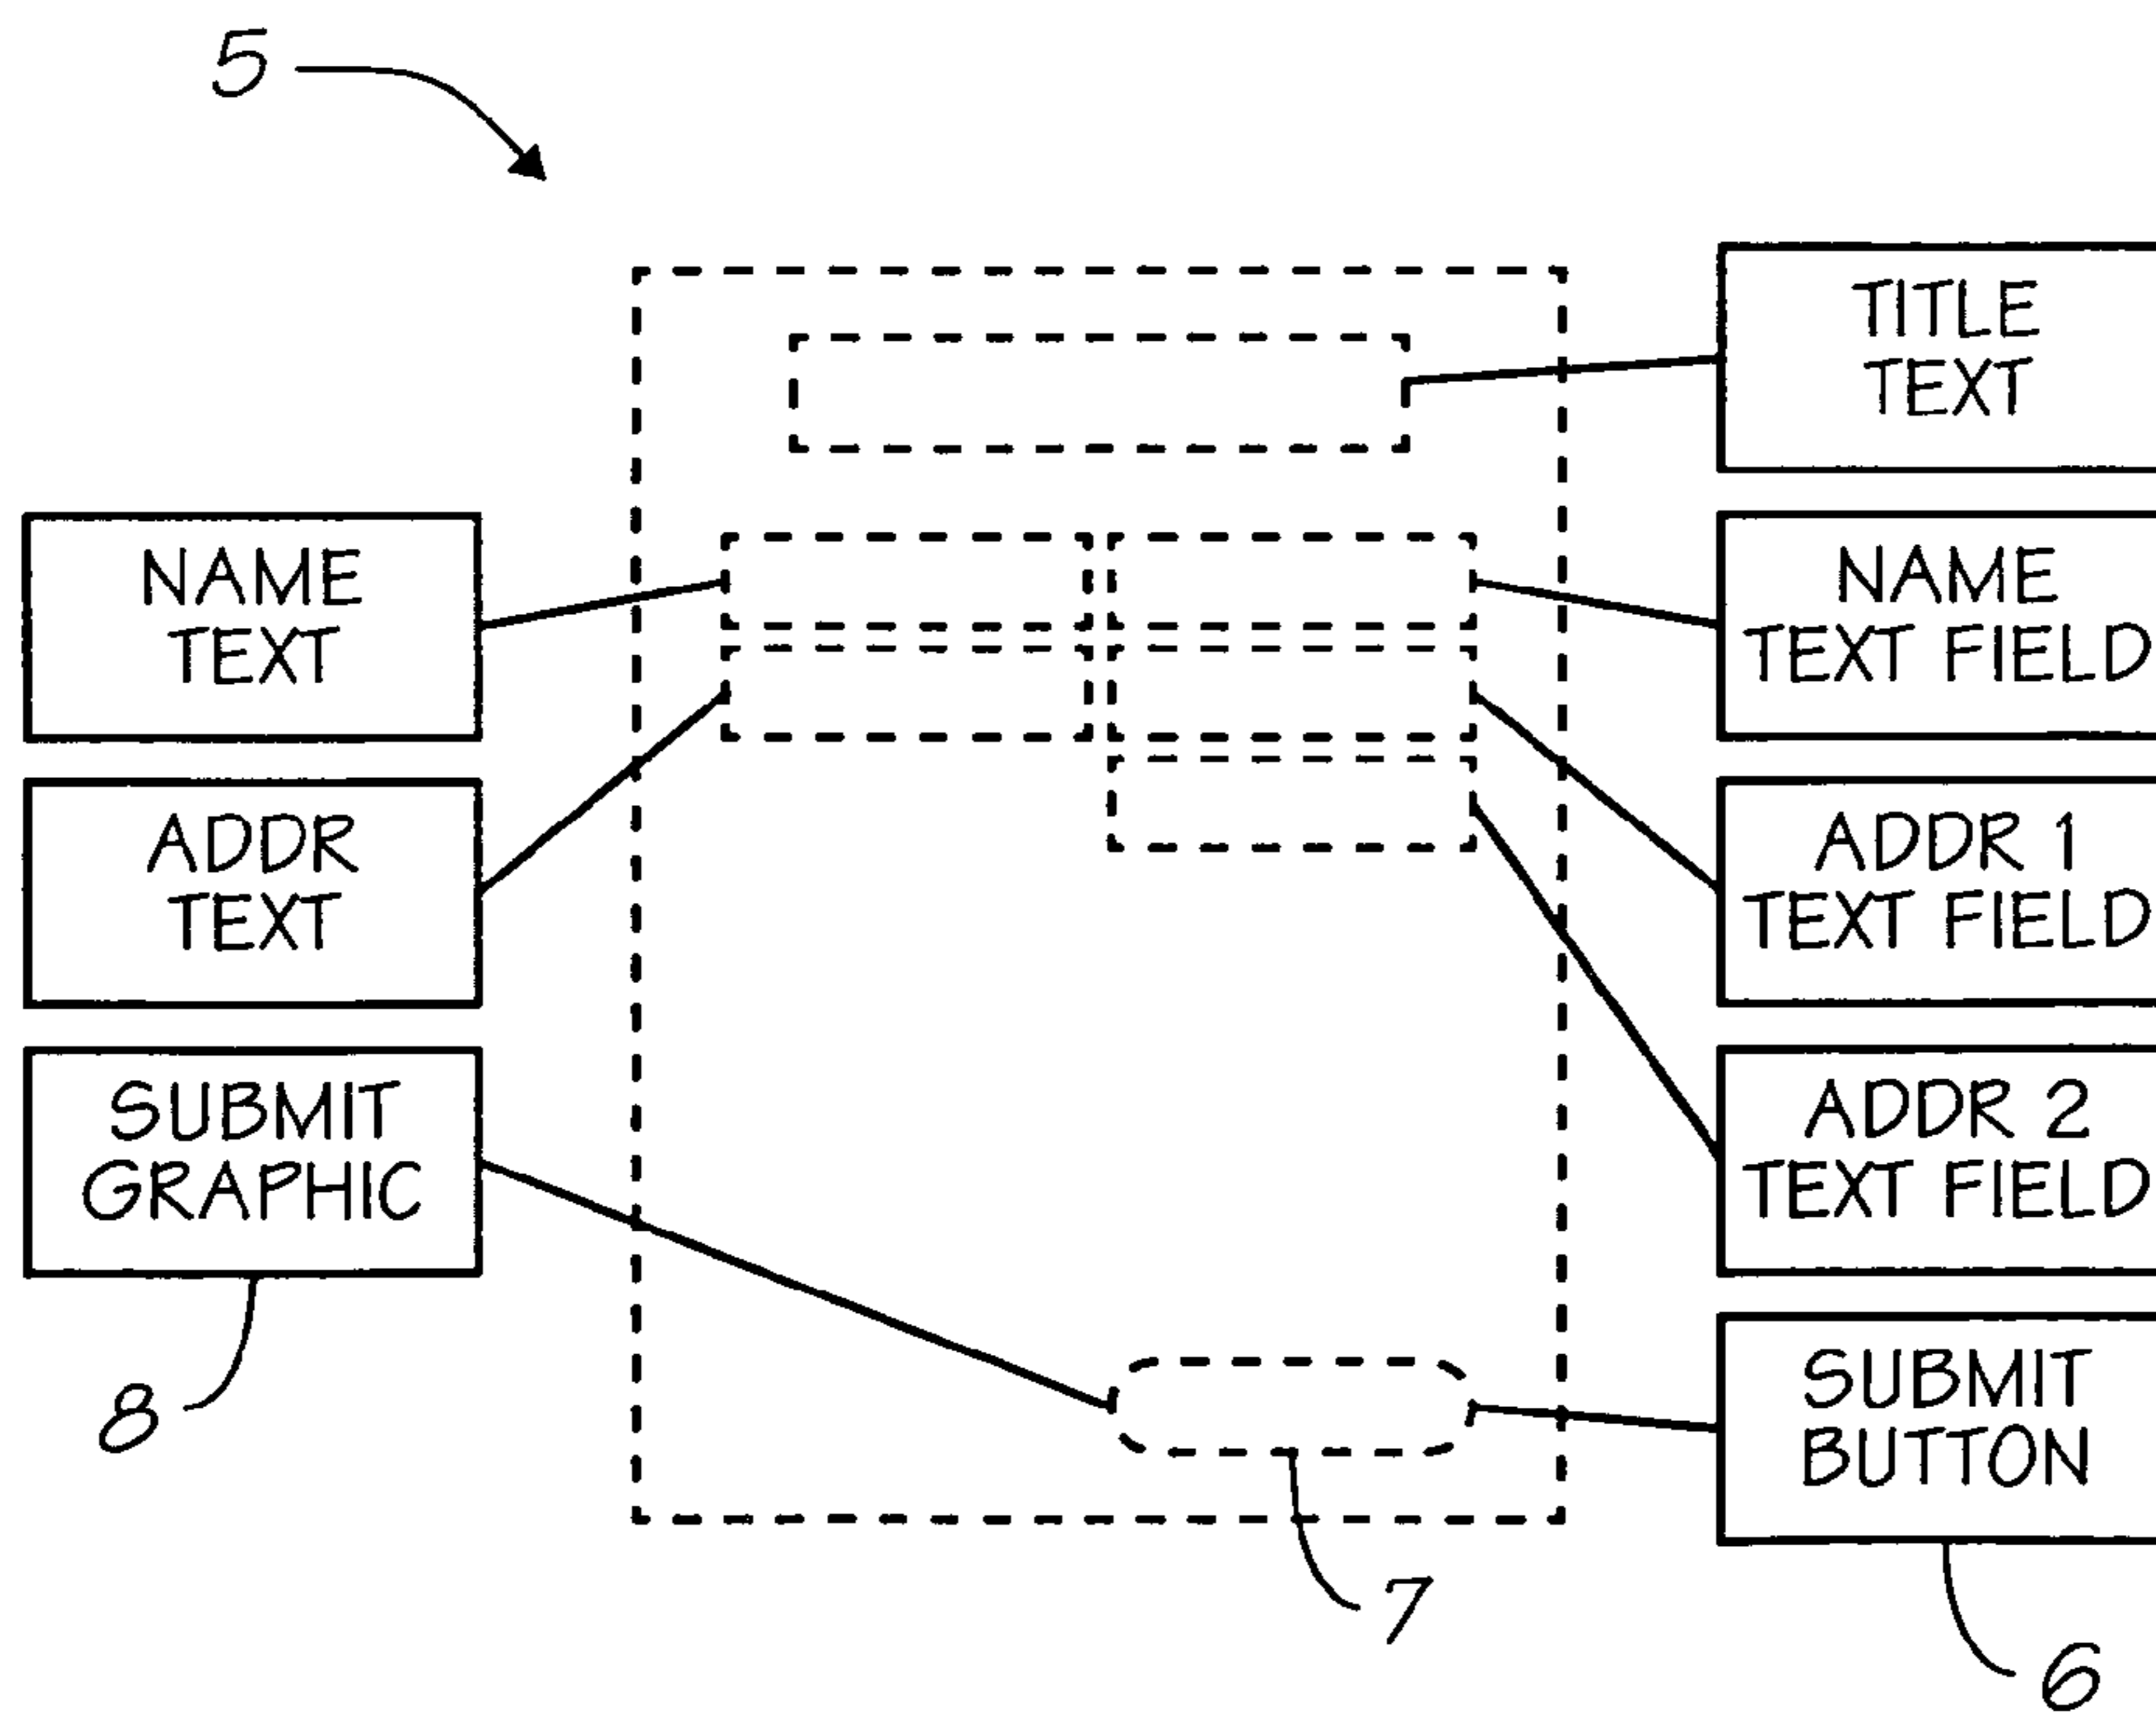 5
TITLE
TEXT
NAME
TEXT
NAME
TEXT FIELD
ADDR
TEXT
ADDR 1
TEXT FIELD
SUBMIT
GRAPHIC
ADDR 2
TEXT FIELD
SUBMIT
BUTTON
8
7
6